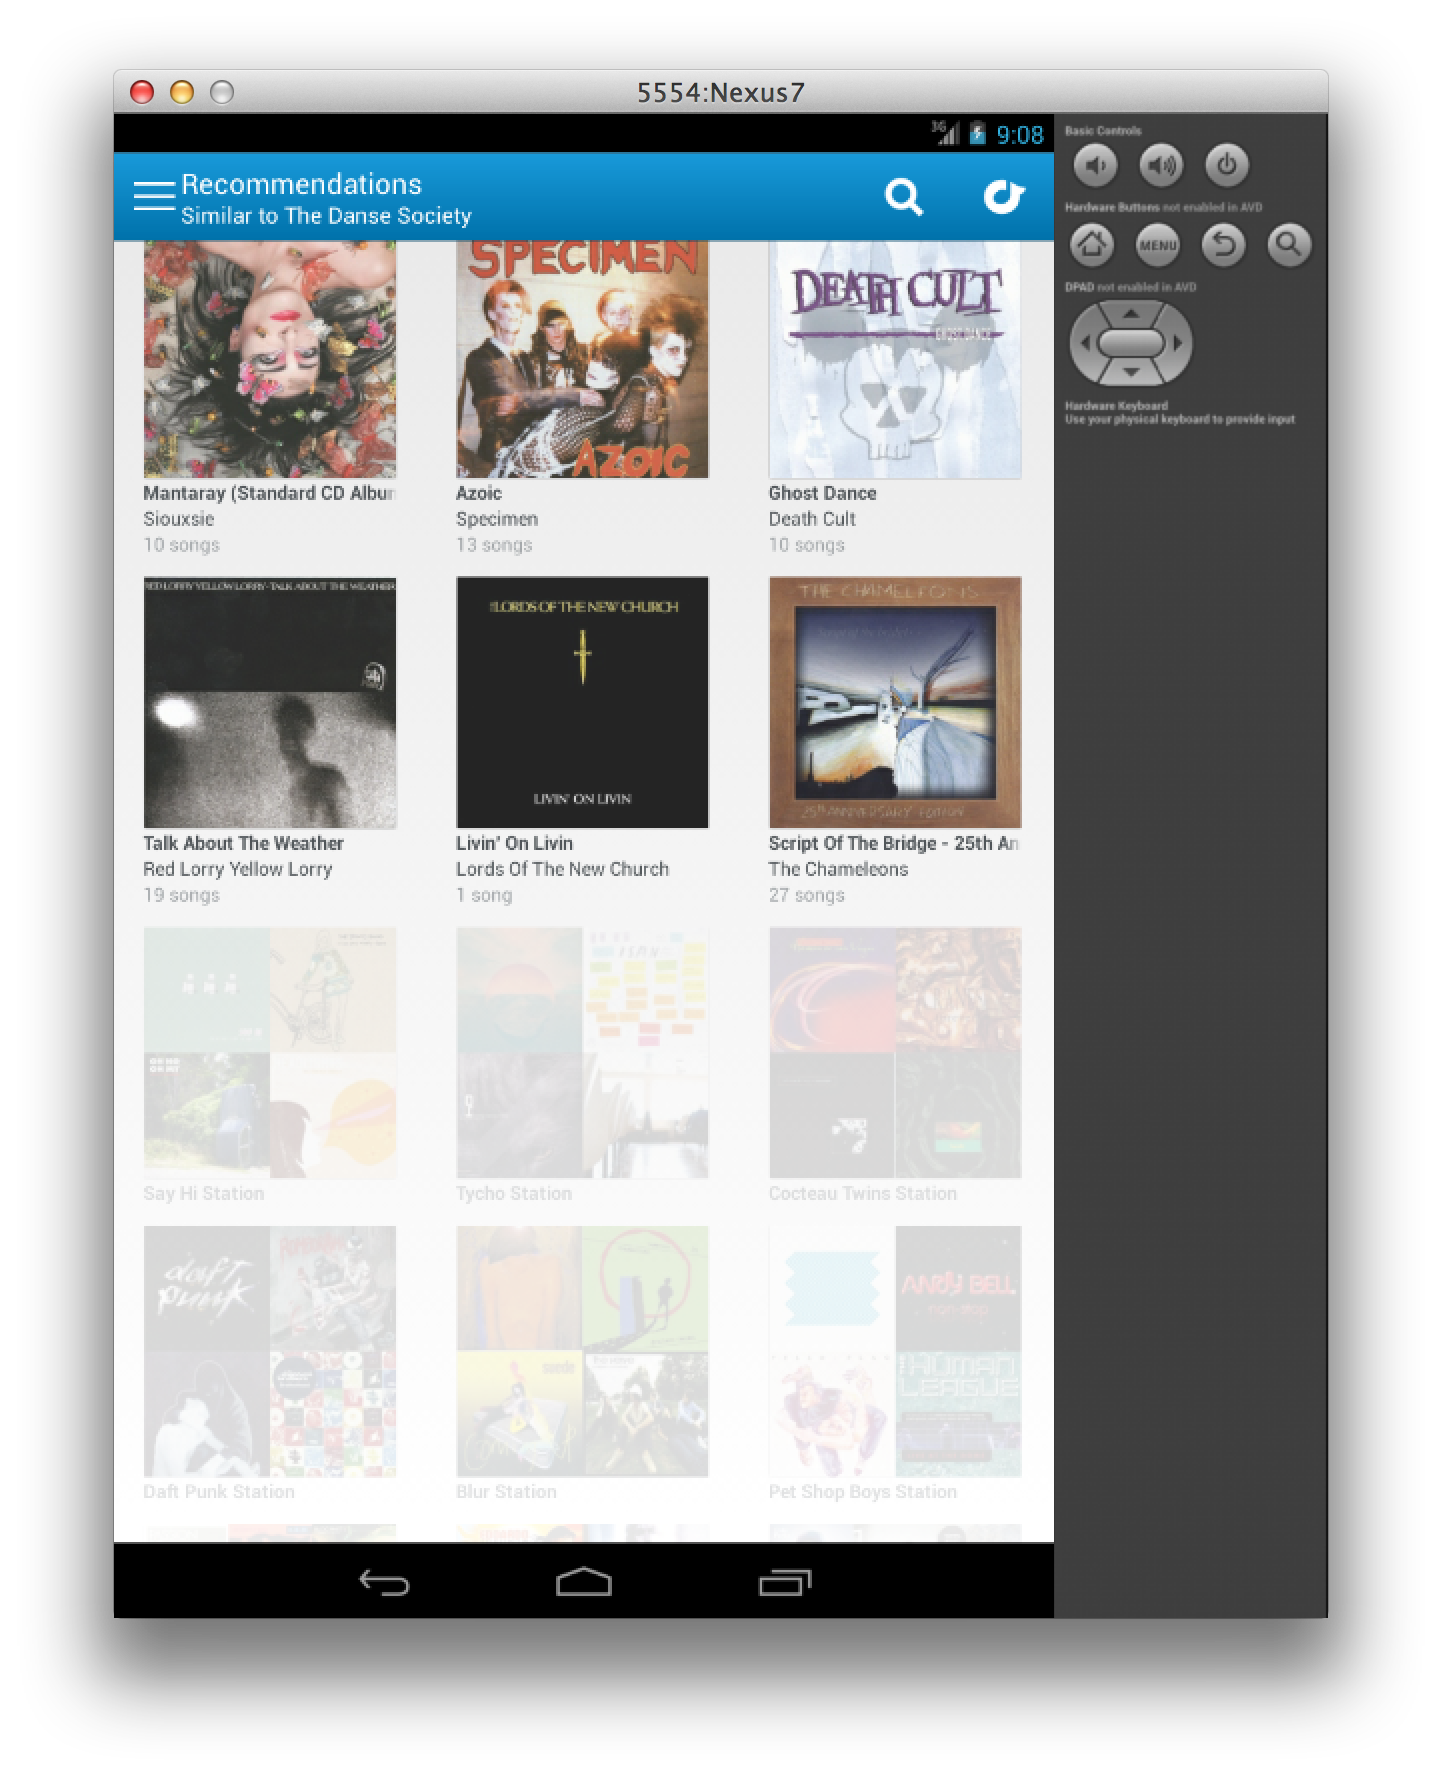 5554:Nexus7
3G 9:08
Recommendations
Similar to The Danse Society
Basic Controls
Hardware Buttons not enabled in AVD
MENU
DPAD not enabled in AVD
Hardware Keyboard
Use your physical keyboard to provide input
SPECIMEN
AZOIC
DEATH CULT
GHOST DANCE
Mantaray (Standard CD Album
Siouxsie
10 songs
Azoic
Specimen
13 songs
Ghost Dance
Death Cult
10 songs
RED LORRY YELLOW LORRY - TALK ABOUT THE WEATHER
LORDS OF THE NEW CHURCH
LIVIN' ON LIVIN
THE CHAMELEONS
25th ANNIVERSARY EDITION
Talk About The Weather
Red Lorry Yellow Lorry
19 songs
Livin' On Livin
Lords Of The New Church
1 song
Script Of The Bridge - 25th An
The Chameleons
27 songs
Say Hi Station
Tycho Station
Cocteau Twins Station
daft punk
suede
ANDY BELL
non-stop
HUMAN LEAGUE
Daft Punk Station
Blur Station
Pet Shop Boys Station